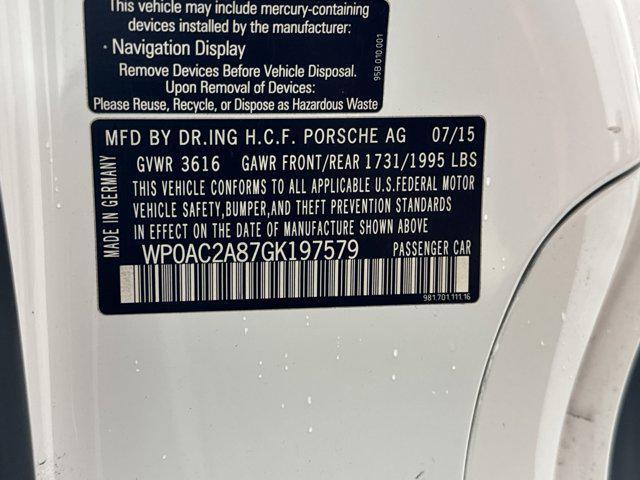 This vehicle may include mercury-containing
devices installed by the manufacturer:
· Navigation Display
Remove Devices Before Vehicle Disposal.
Upon Removal of Devices:
Please Reuse, Recycle, or Dispose as Hazardous Waste
95B.010.001
MFD BY DR.ING H.C.F. PORSCHE AG 07/15
GVWR 3616 GAWR FRONT/REAR 1731/1995 LBS
THIS VEHICLE CONFORMS TO ALL APPLICABLE U.S.FEDERAL MOTOR
VEHICLE SAFETY,BUMPER,AND THEFT PREVENTION STANDARDS
IN EFFECT ON THE DATE OF MANUFACTURE SHOWN ABOVE
WP0AC2A87GK197579 PASSENGER CAR
MADE IN GERMANY
981.701.111.16